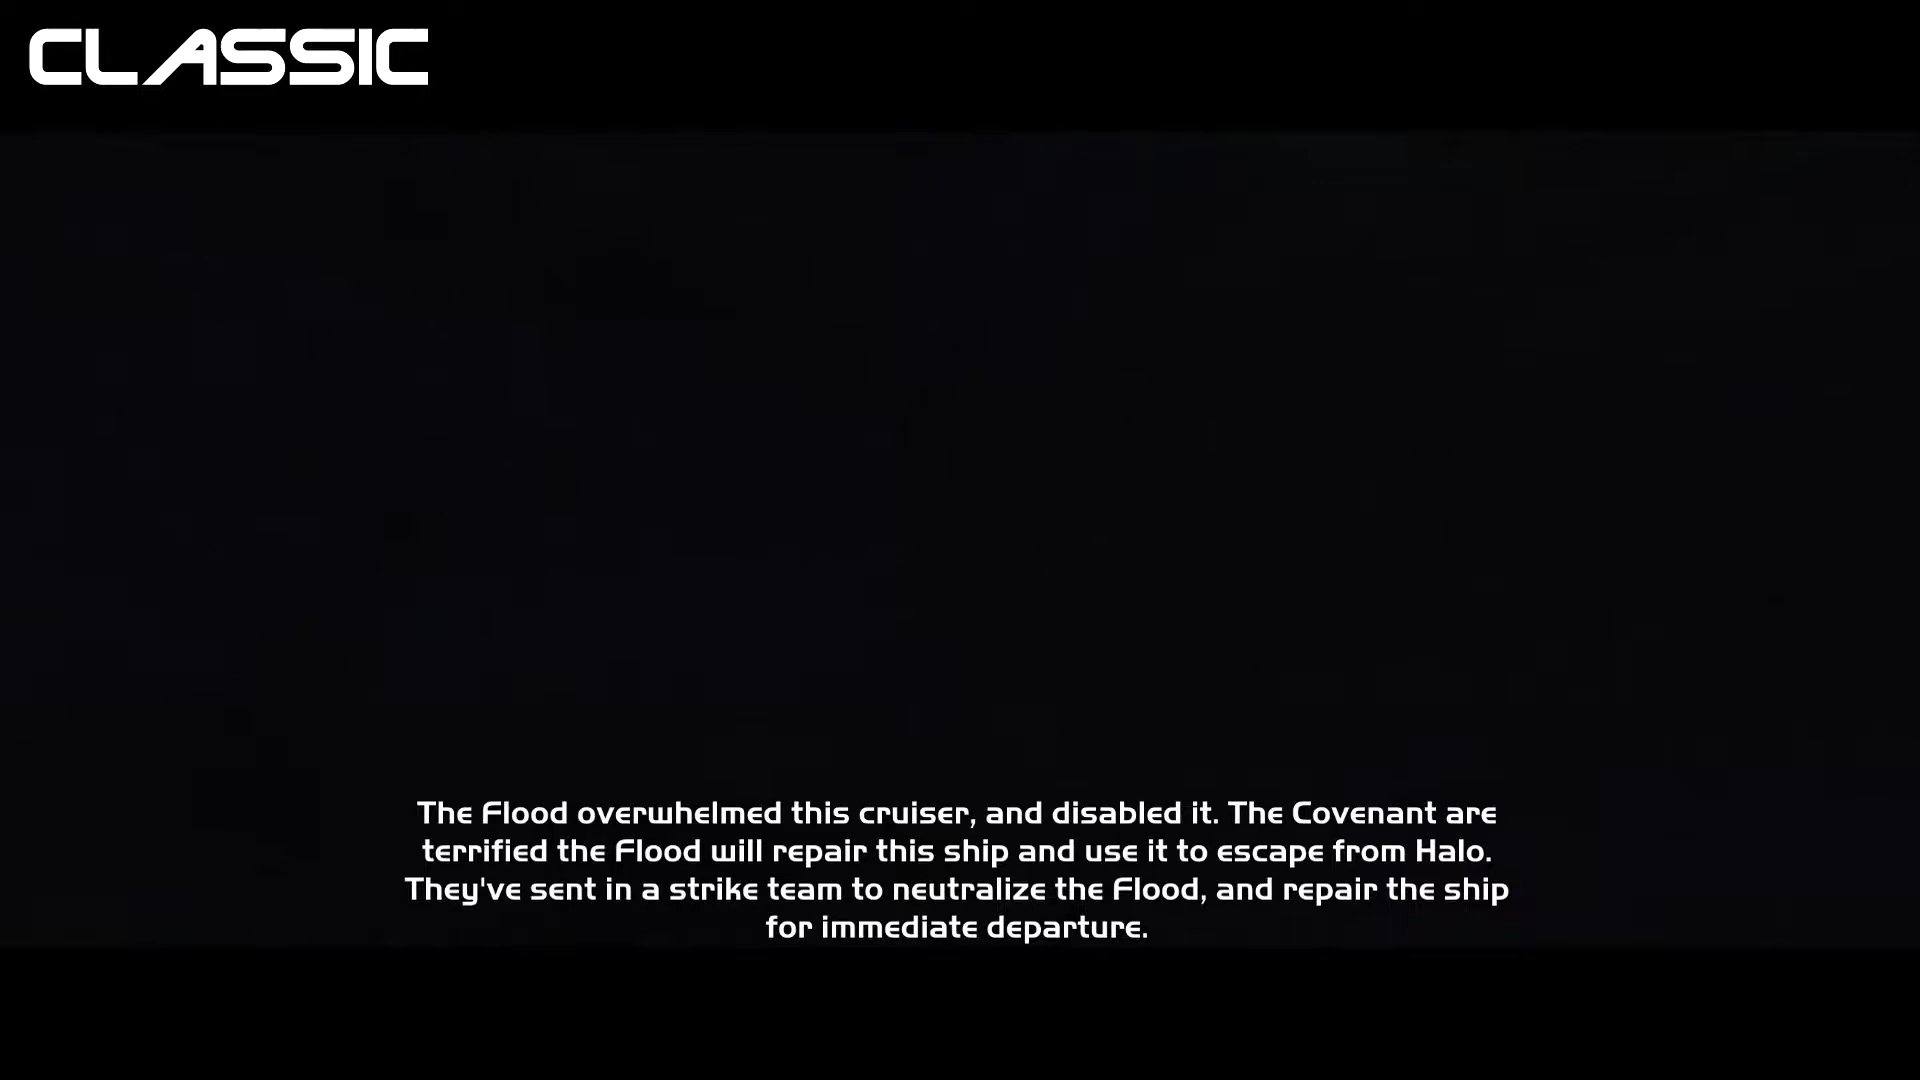 CLASSIC
The Flood overwhelmed this cruiser, and disabled it. The Covenant are
terrified the Flood will repair this ship and use it to escape from Halo.
They've sent in a strike team to neutralize the Flood, and repair the ship
for immediate departure.